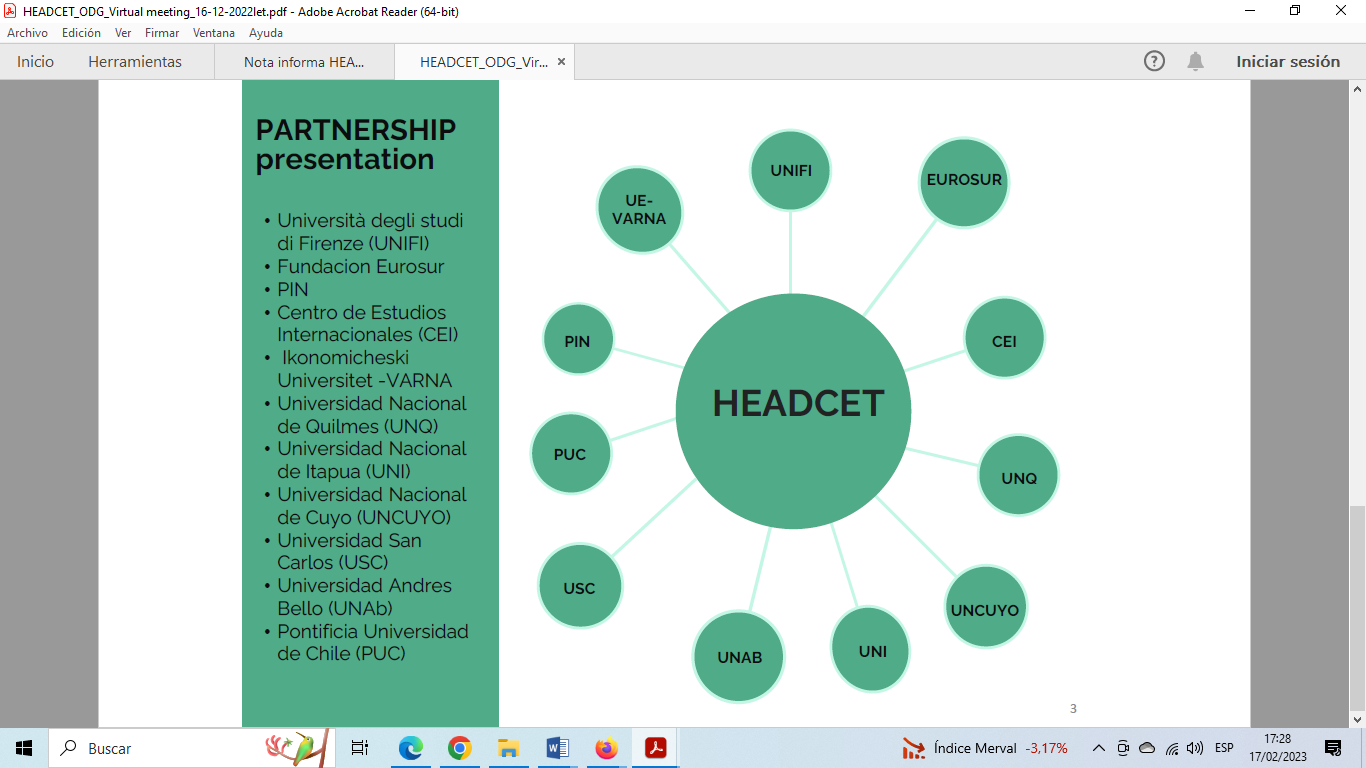 HEADCET_ODG_Virtual meeting_16-12-2022let.pdf - Adobe Acrobat Reader (64-bit)
Archivo Edición Ver Firmar Ventana Ayuda
Inicio Herramientas Nota informa HEA... HEADCET_ODG_Vir... × ? Iniciar sesión
PARTNERSHIP
presentation
• Università degli studi
di Firenze (UNIFI)
• Fundacion Eurosur
• PIN
• Centro de Estudios
Internacionales (CEI)
• Ikonomicheski
Universitet -VARNA
• Universidad Nacional
de Quilmes (UNQ)
• Universidad Nacional
de Itapua (UNI)
• Universidad Nacional
de Cuyo (UNCUYO)
• Universidad San
Carlos (USC)
• Universidad Andres
Bello (UNAb)
• Pontificia Universidad
de Chile (PUC)
UNIFI
EUROSUR
UE-
VARNA
PIN
CEI
HEADCET
PUC
UNQ
USC
UNCUYO
UNAB
UNI
3
Buscar
Índice Merval -3,17%
ESP
17:28
17/02/2023